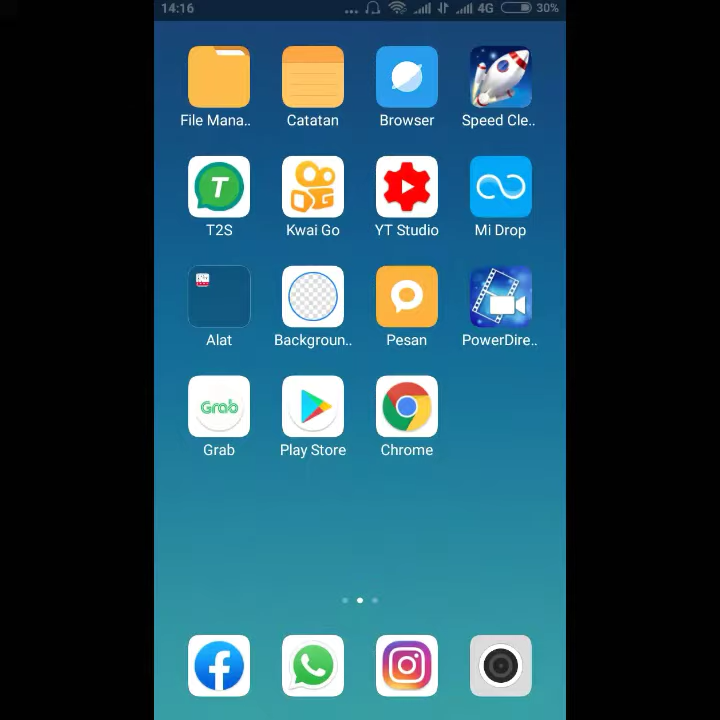 14:16 ... 4G 30%
File Mana.. Catatan Browser Speed Cle..
T
T2S Kwai Go YT Studio Mi Drop
Alat Backgroun.. Pesan PowerDire..
Grab
Grab Play Store Chrome